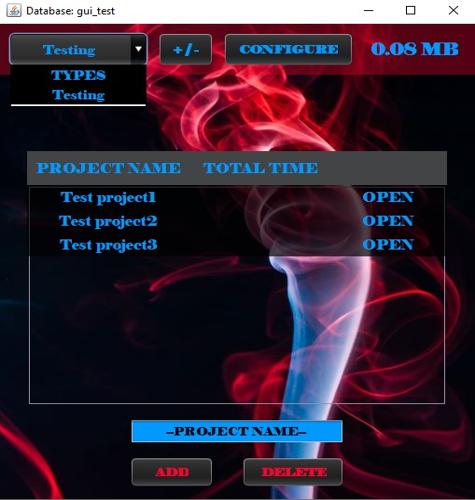 Database: gui_test
Testing +/- CONFIGURE 0.08 MB
TYPES
Testing
PROJECT NAME TOTAL TIME
Test project1 OPEN
Test project2 OPEN
Test project3 OPEN
--PROJECT NAME--
ADD DELETE